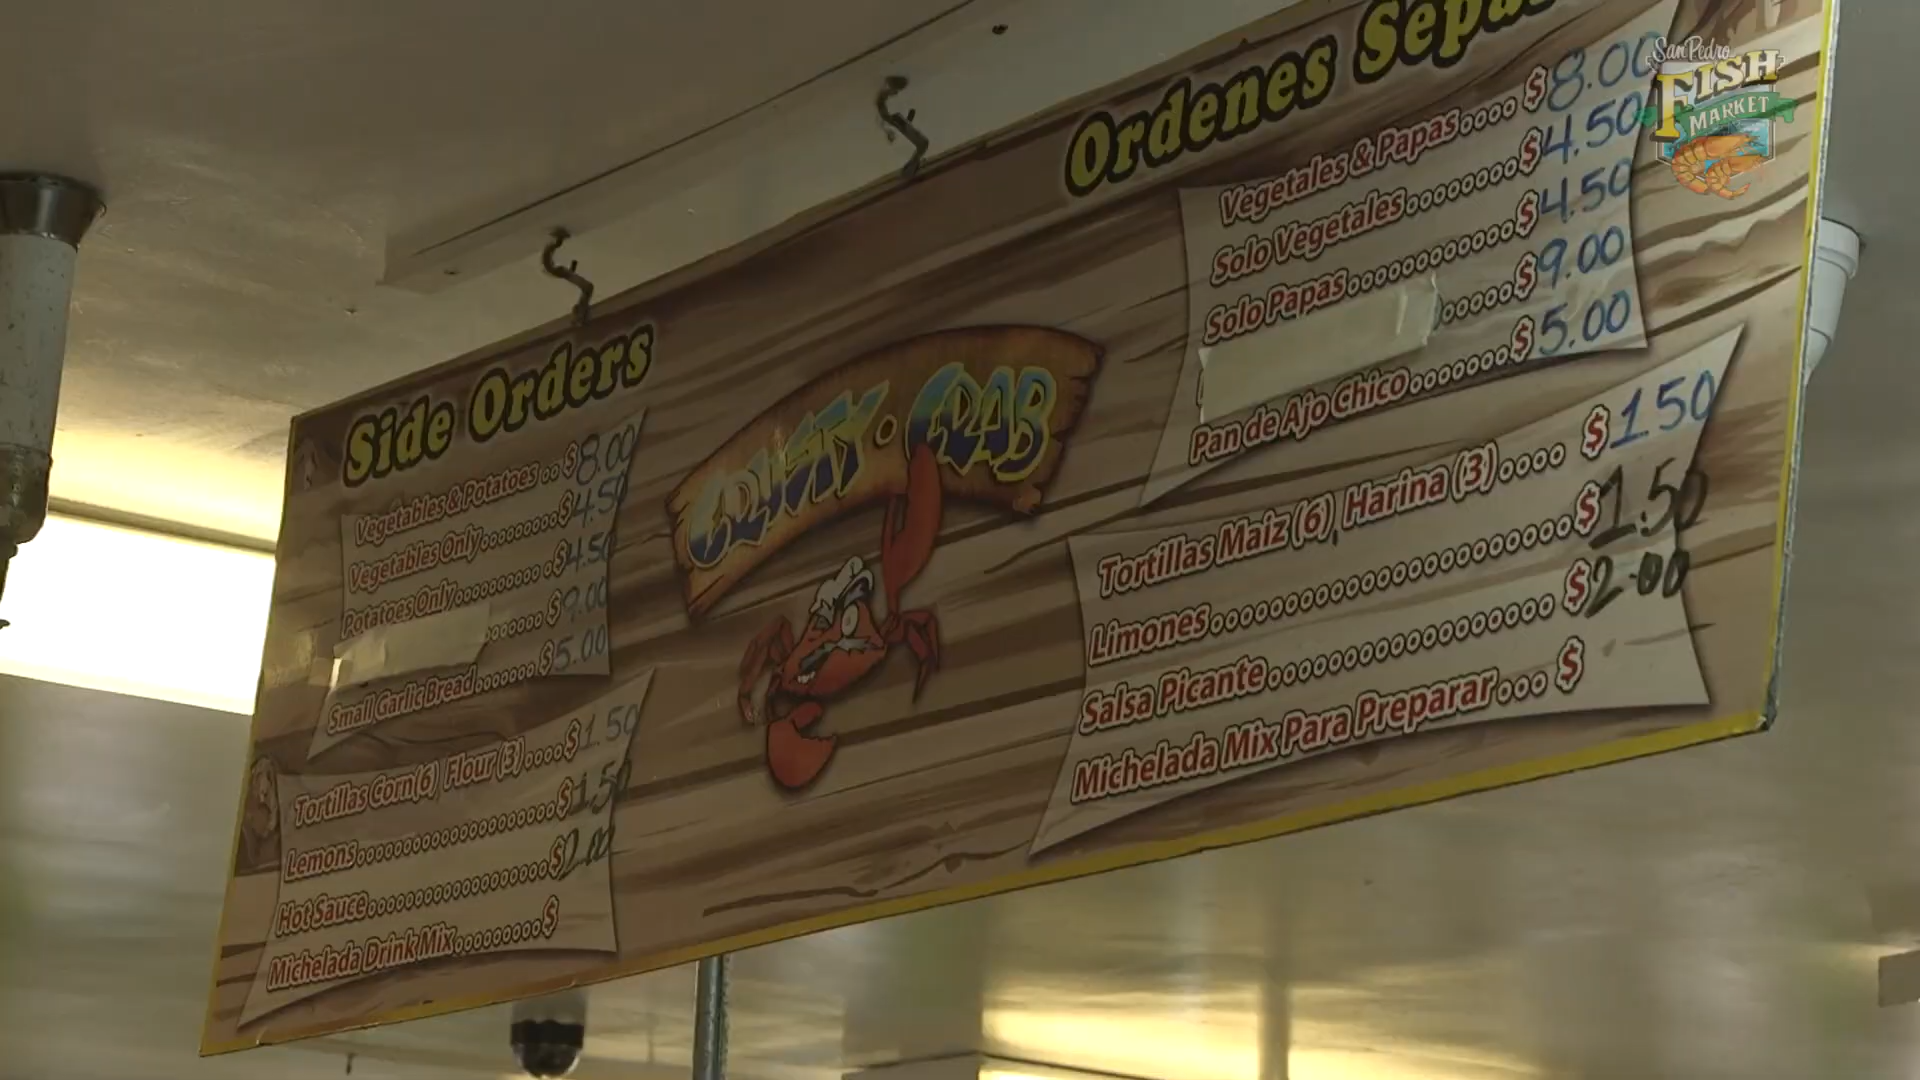 Side Orders
Vegetables & Potatoes .. $8.00
Vegetables Only........$4.50
Potatoes Only..........$4.50
$9.00
Small Garlic Bread....... $5.00
Tortillas Corn(6) Flour (3)....$1.50
Lemons..................$1.50
Hot Sauce..................$
Michelada Drink Mix.........$
CRUSTY CRAB
Ordenes
Vegetales & Papas.... $8.00
Solo Vegetales........$4.50
Solo Papas............$4.50
.....$9.00
Pan de Ajo Chico.......$5.00
Tortillas Maiz (6), Harina (3).... $1.50
Limones.........................$1.50
Salsa Picante.................... $2.00
Michelada Mix Para Preparar... $
San Pedro
FISH
MARKET